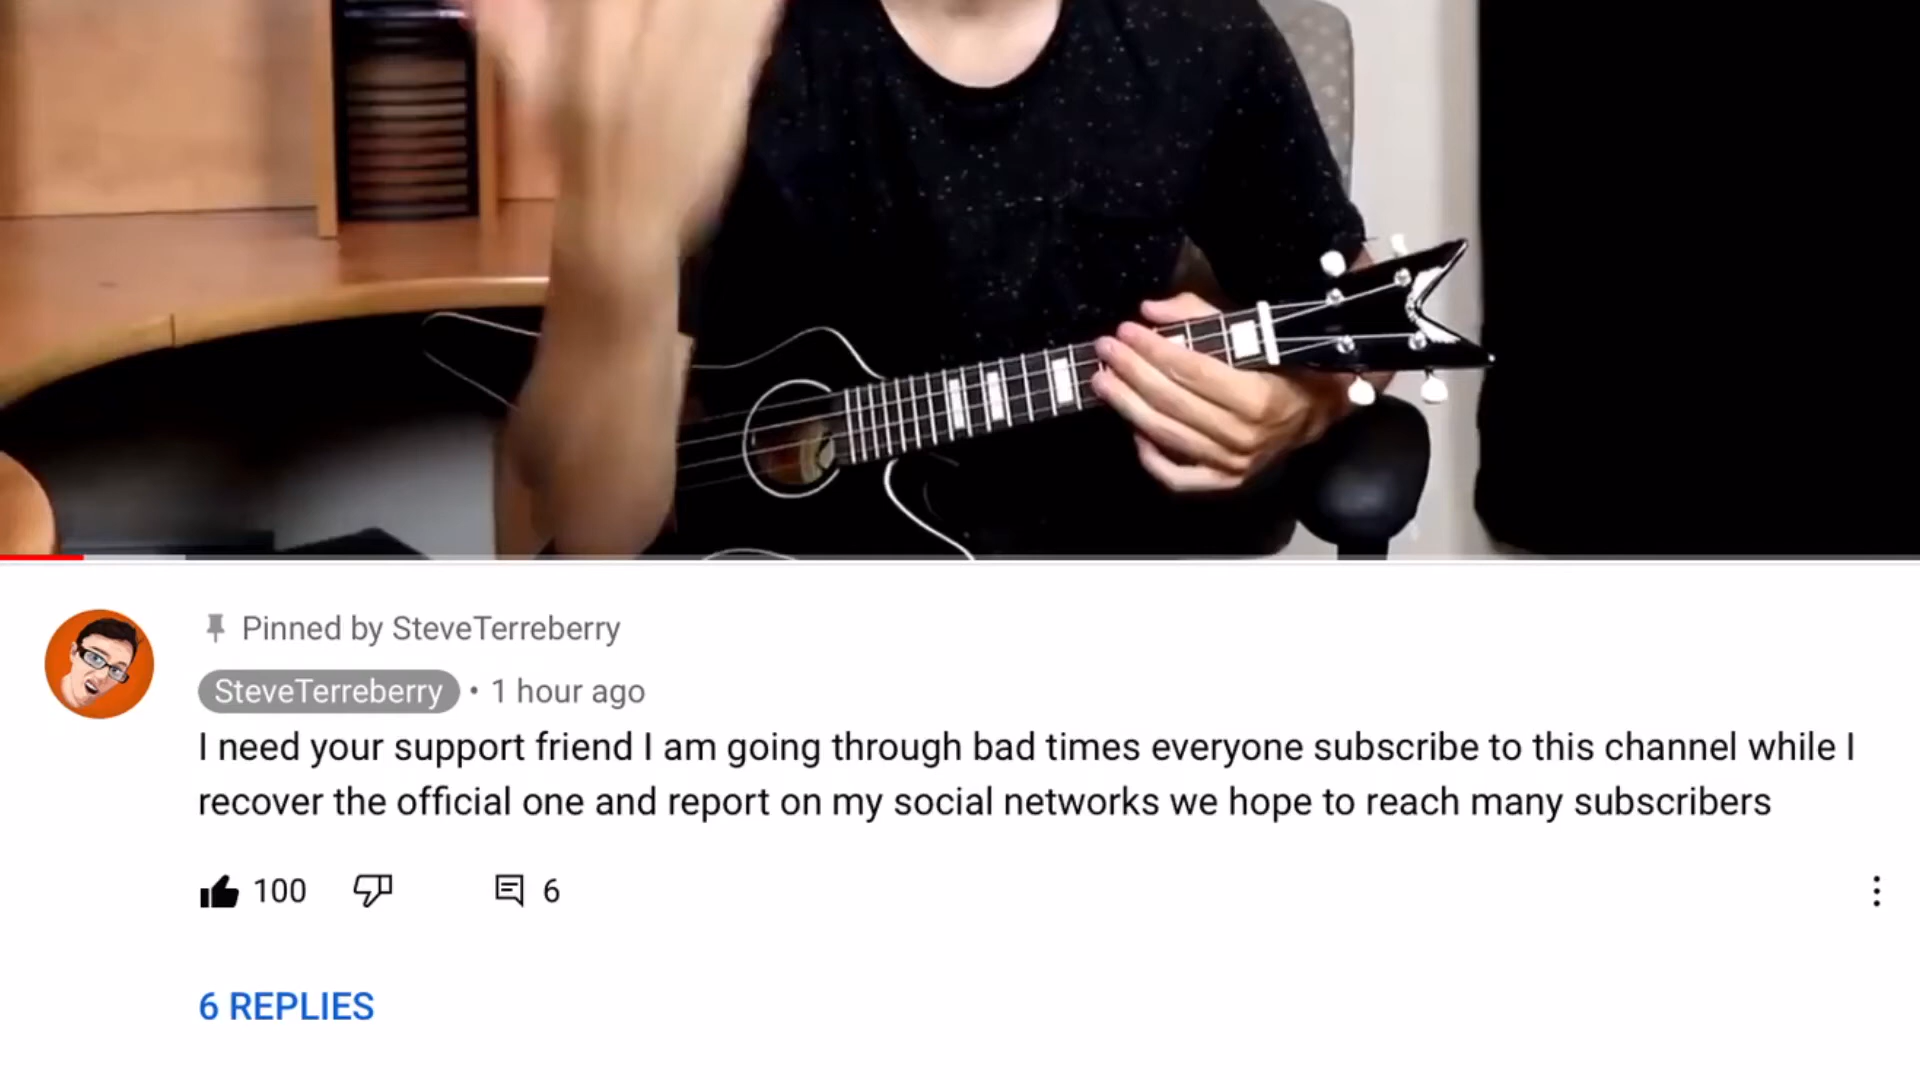 Pinned by SteveTerreberry
SteveTerreberry • 1 hour ago
I need your support friend I am going through bad times everyone subscribe to this channel while I
recover the official one and report on my social networks we hope to reach many subscribers
100 6
6 REPLIES